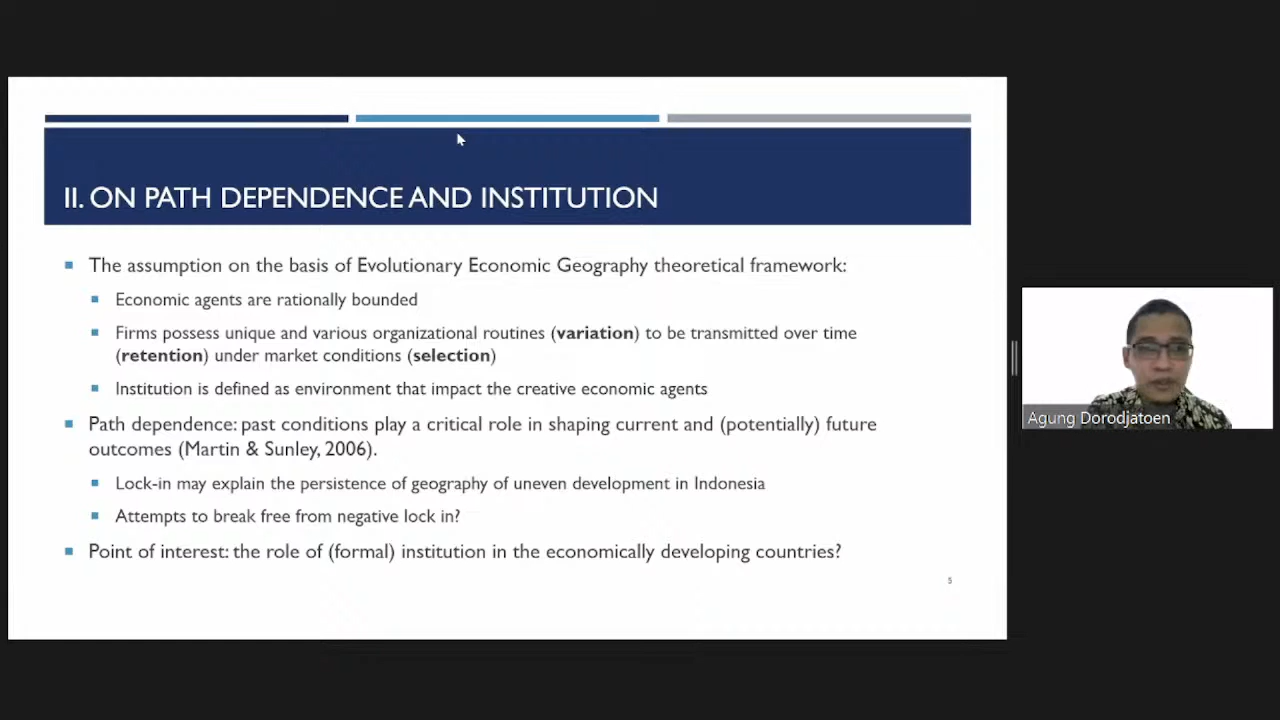 II. ON PATH DEPENDENCE AND INSTITUTION
The assumption on the basis of Evolutionary Economic Geography theoretical framework:
Economic agents are rationally bounded
Firms possess unique and various organizational routines (variation) to be transmitted over time
(retention) under market conditions (selection)
Institution is defined as environment that impact the creative economic agents
Path dependence: past conditions play a critical role in shaping current and (potentially) future
outcomes (Martin & Sunley, 2006).
Lock-in may explain the persistence of geography of uneven development in Indonesia
Attempts to break free from negative lock in?
Point of interest: the role of (formal) institution in the economically developing countries?
5
Agung Dorodjatoen